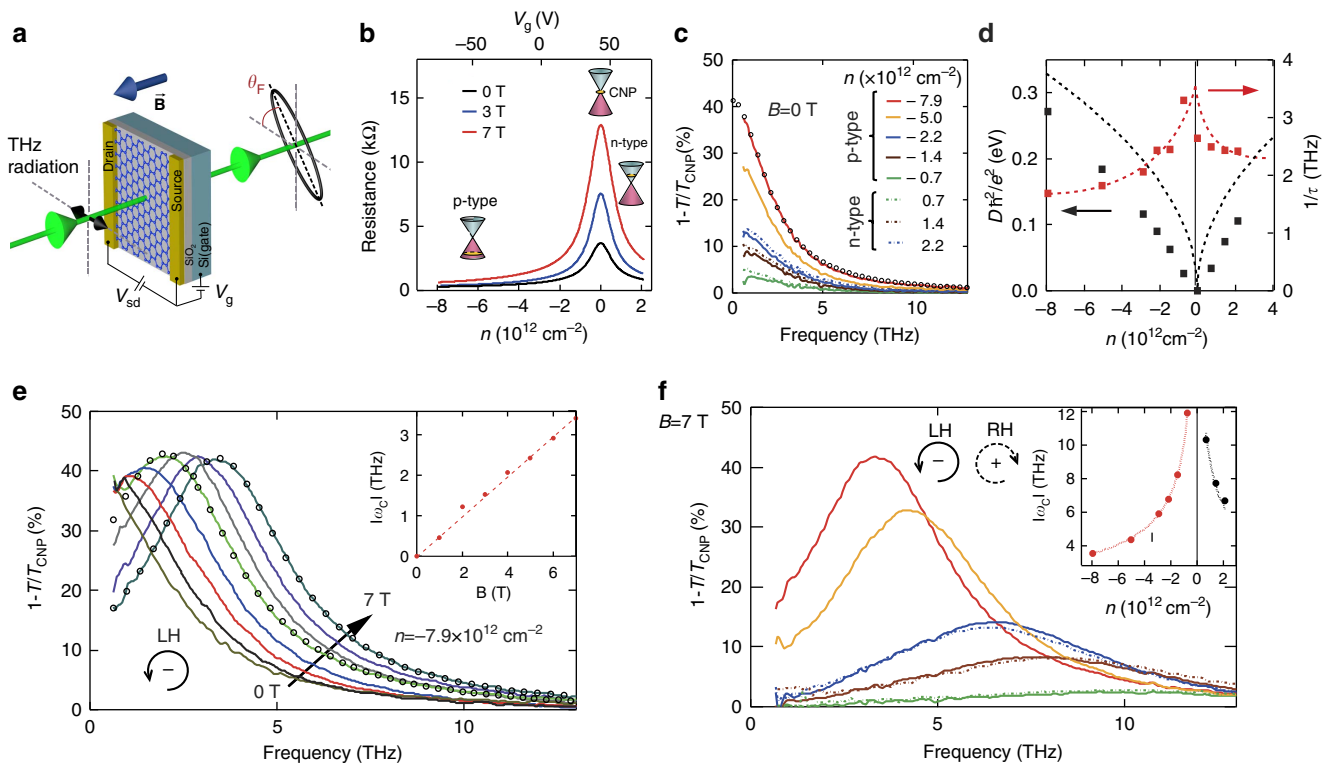 a
B
θF
THz
radiation
Drain
Source
SiO2
Si(gate)
Vsd
Vg
b
Vg (V)
−50 0 50
15
10
5
0
Resistance (kΩ)
0 T
3 T
7 T
CNP
n-type
p-type
−8 −6 −4 −2 0 2
n (10^12 cm−2)
c
50
40
30
20
10
0
1-T/TCNP (%)
B=0 T
n (×10^12 cm−2)
p-type
− 7.9
− 5.0
− 2.2
− 1.4
− 0.7
n-type
0.7
1.4
2.2
0 5 10
Frequency (THz)
d
0.3
0.2
0.1
0.0
Dħ2/e2 (eV)
4
3
2
1
0
1/τ (THz)
−8 −6 −4 −2 0 2 4
n (10^12cm−2)
e
50
40
30
20
10
0
1-T/TCNP (%)
LH
−
0 T
7 T
n=−7.9×10^12 cm−2
3
2
1
0
IωCI (THz)
0 2 4 6
B (T)
0 5 10
Frequency (THz)
f
B=7 T
50
40
30
20
10
0
1-T/TCNP (%)
LH
−
RH
+
12
10
8
6
4
IωCI (THz)
−8 −6 −4 −2 0 2
n (10^12 cm−2)
0 5 10
Frequency (THz)